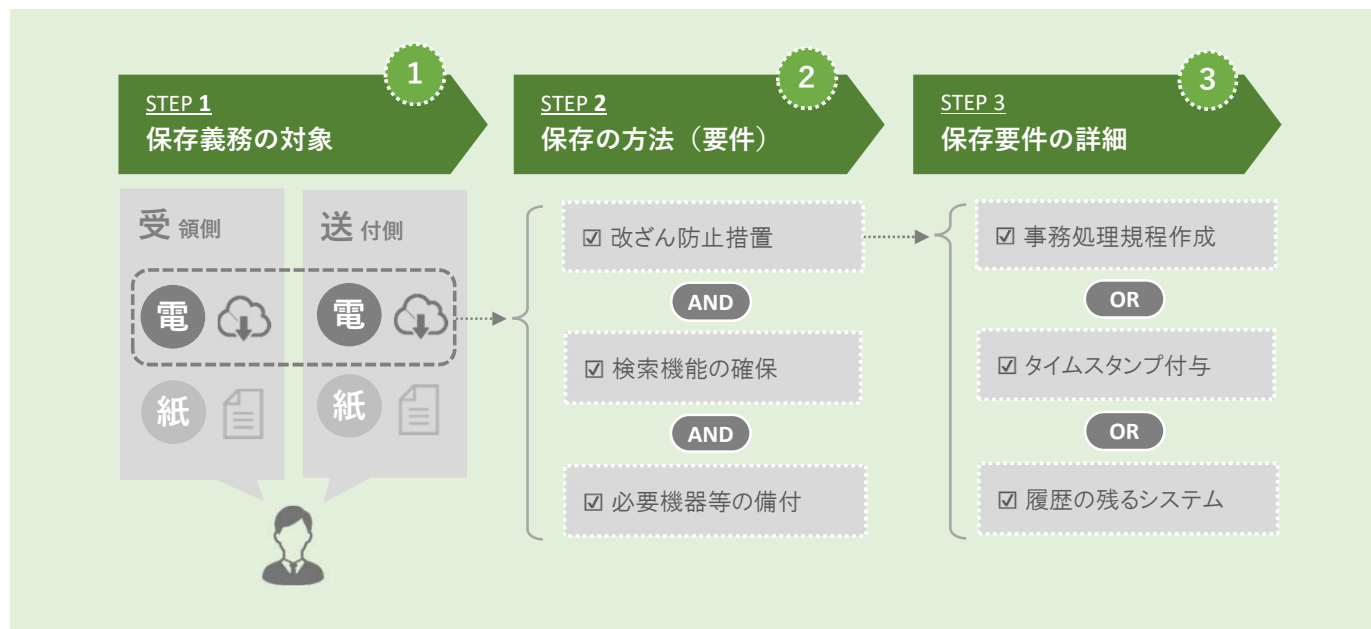 1
STEP 1
保存義務の対象
2
STEP 2
保存の方法（要件）
3
STEP 3
保存要件の詳細
受 領側
送 付側
電
電
紙
紙
☑ 改ざん防止措置
AND
☑ 検索機能の確保
AND
☑ 必要機器等の備付
☑ 事務処理規程作成
OR
☑ タイムスタンプ付与
OR
☑ 履歴の残るシステム